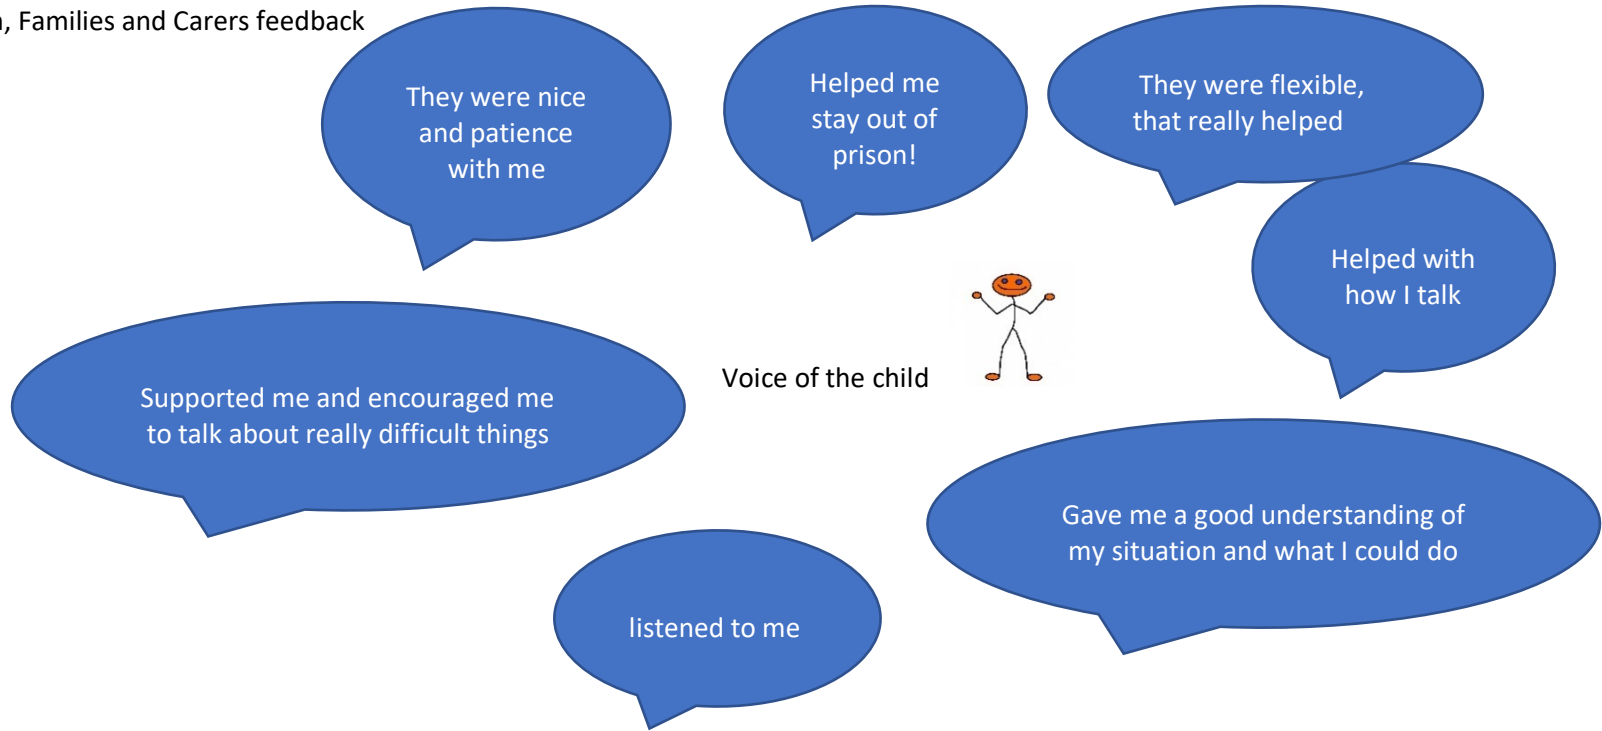 , Families and Carers feedback
They were nice
and patience
with me
Helped me
stay out of
prison!
They were flexible,
that really helped
Helped with
how I talk
Voice of the child
Supported me and encouraged me
to talk about really difficult things
Gave me a good understanding of
my situation and what I could do
listened to me